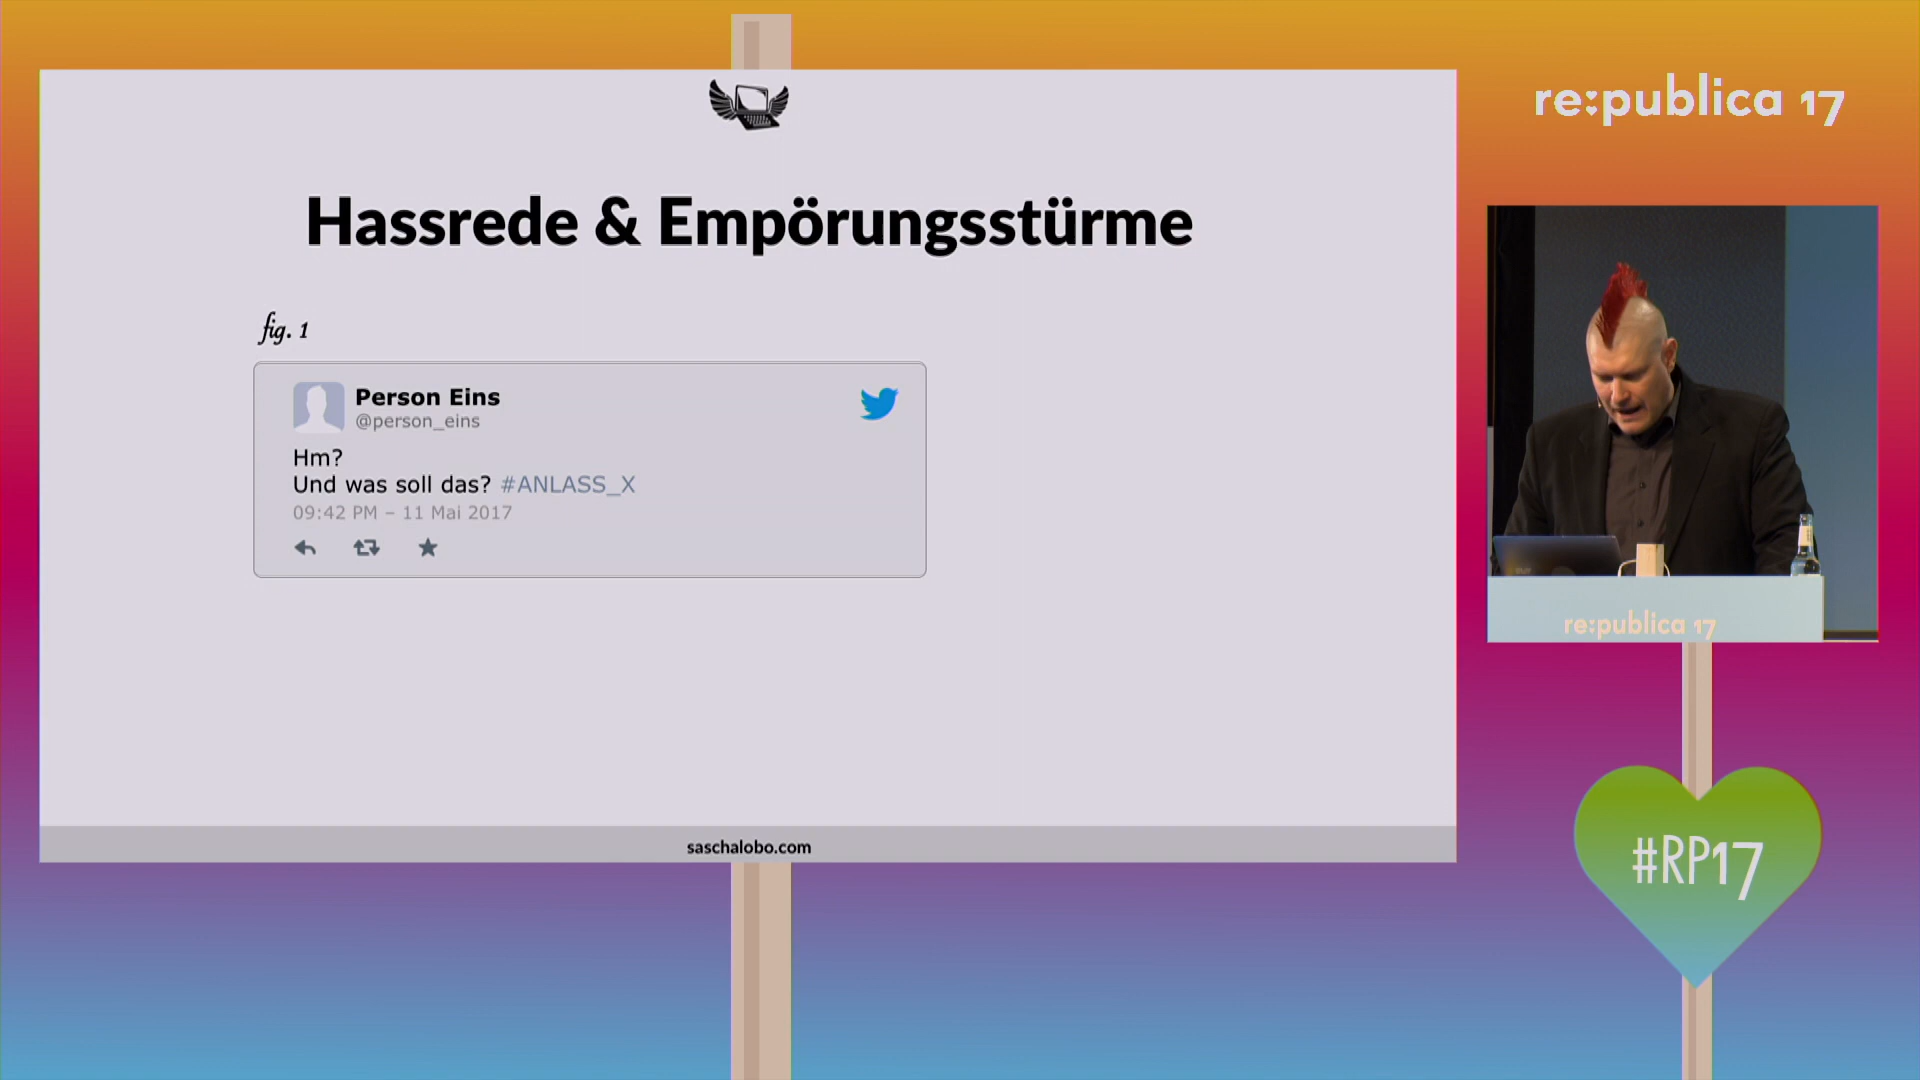 re:publica 17
Hassrede & Empörungsstürme
fig. 1
Person Eins
@person_eins
Hm?
Und was soll das? #ANLASS_X
09:42 PM – 11 Mai 2017
saschalobo.com
re:publica 17
#RP17